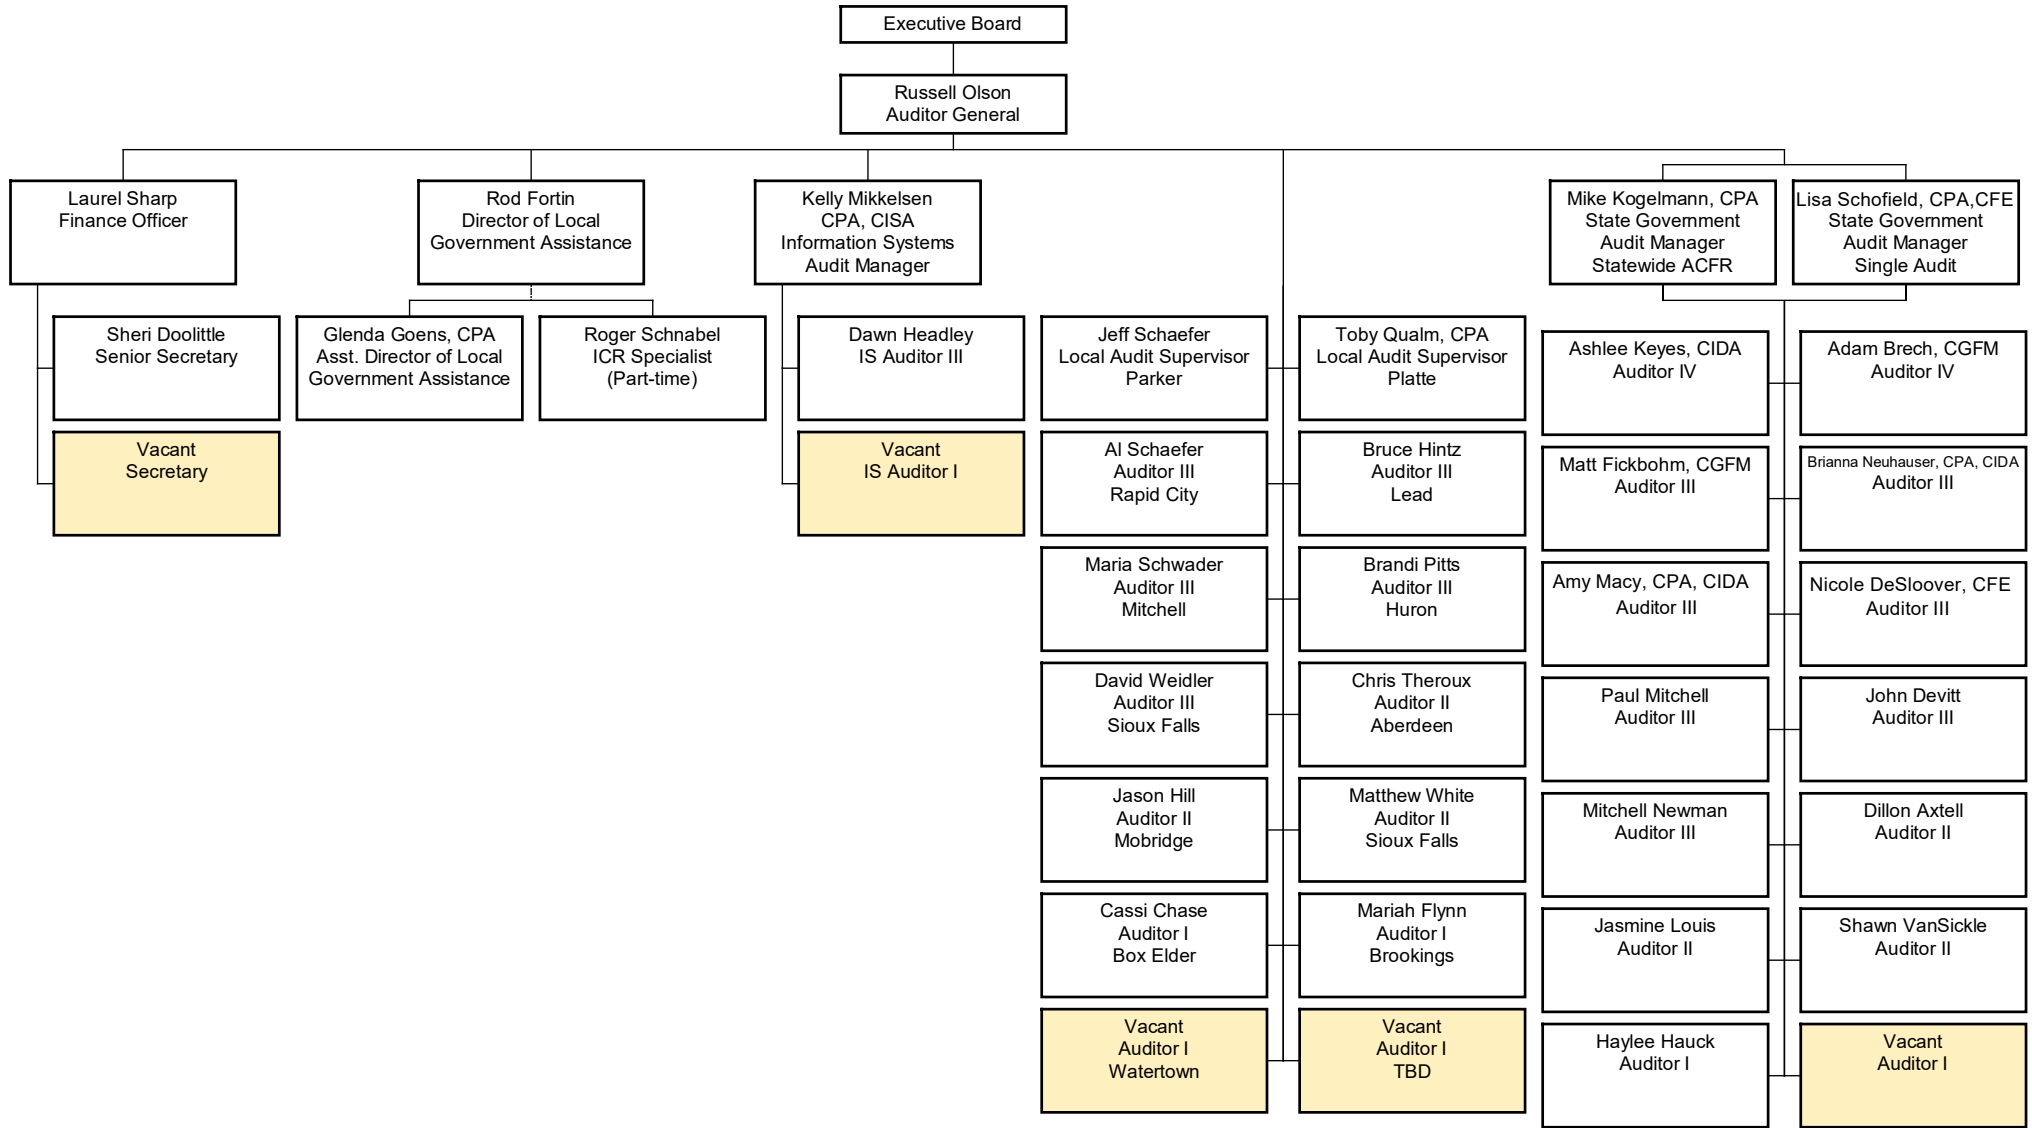 Executive Board
Russell Olson
Auditor General
Laurel Sharp
Finance Officer
Rod Fortin
Director of Local
Government Assistance
Kelly Mikkelsen
CPA, CISA
Information Systems
Audit Manager
Mike Kogelmann, CPA
State Government
Audit Manager
Statewide ACFR
Lisa Schofield, CPA,CFE
State Government
Audit Manager
Single Audit
Sheri Doolittle
Senior Secretary
Vacant
Secretary
Glenda Goens, CPA
Asst. Director of Local
Government Assistance
Roger Schnabel
ICR Specialist
(Part-time)
Dawn Headley
IS Auditor III
Vacant
IS Auditor I
Jeff Schaefer
Local Audit Supervisor
Parker
Toby Qualm, CPA
Local Audit Supervisor
Platte
Al Schaefer
Auditor III
Rapid City
Bruce Hintz
Auditor III
Lead
Maria Schwader
Auditor III
Mitchell
Brandi Pitts
Auditor III
Huron
David Weidler
Auditor III
Sioux Falls
Chris Theroux
Auditor II
Aberdeen
Jason Hill
Auditor II
Mobridge
Matthew White
Auditor II
Sioux Falls
Cassi Chase
Auditor I
Box Elder
Mariah Flynn
Auditor I
Brookings
Vacant
Auditor I
Watertown
Vacant
Auditor I
TBD
Ashlee Keyes, CIDA
Auditor IV
Adam Brech, CGFM
Auditor IV
Matt Fickbohm, CGFM
Auditor III
Brianna Neuhauser, CPA, CIDA
Auditor III
Amy Macy, CPA, CIDA
Auditor III
Nicole DeSloover, CFE
Auditor III
Paul Mitchell
Auditor III
John Devitt
Auditor III
Mitchell Newman
Auditor III
Dillon Axtell
Auditor II
Jasmine Louis
Auditor II
Shawn VanSickle
Auditor II
Haylee Hauck
Auditor I
Vacant
Auditor I